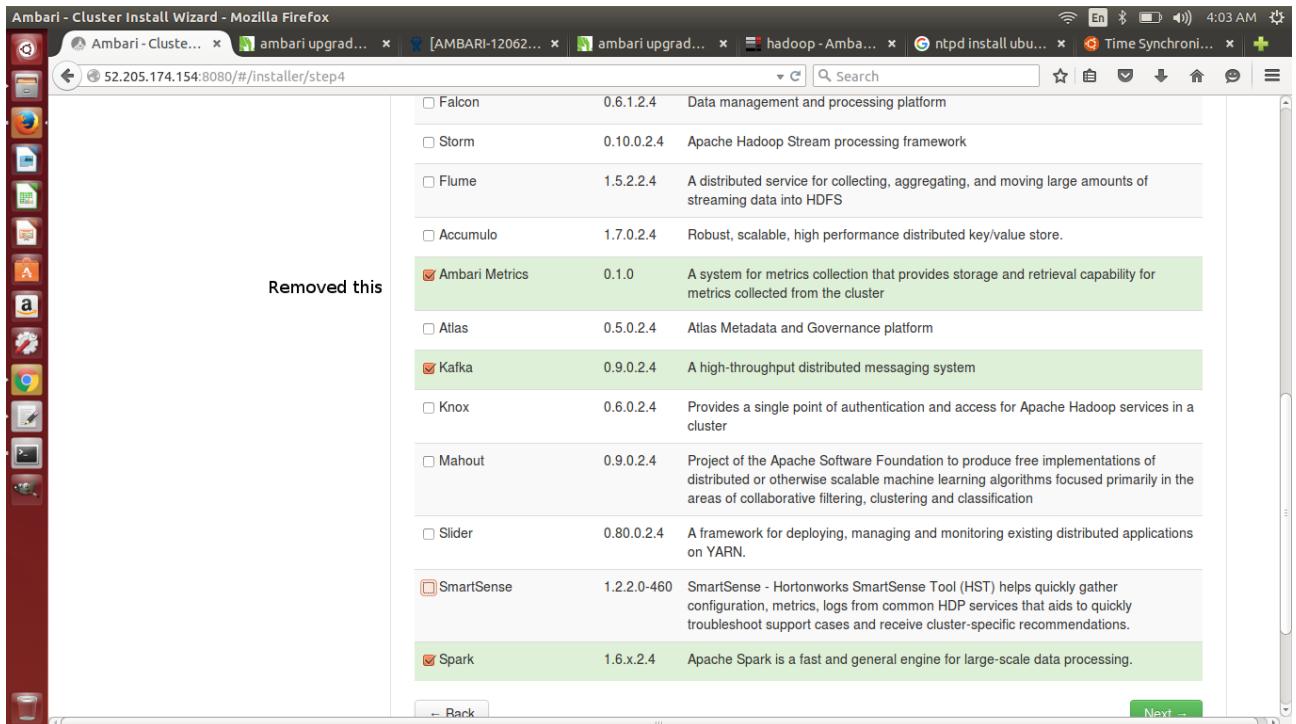 Ambari - Cluster Install Wizard - Mozilla Firefox
En
4:03 AM
Ambari - Cluste... ×
ambari upgrad... ×
[AMBARI-12062... ×
ambari upgrad... ×
hadoop - Amba... ×
ntpd install ubu... ×
Time Synchroni... ×
52.205.174.154:8080/#/installer/step4
Search
Falcon 0.6.1.2.4 Data management and processing platform
Storm 0.10.0.2.4 Apache Hadoop Stream processing framework
Flume 1.5.2.2.4 A distributed service for collecting, aggregating, and moving large amounts of
streaming data into HDFS
Accumulo 1.7.0.2.4 Robust, scalable, high performance distributed key/value store.
Removed this
Ambari Metrics 0.1.0 A system for metrics collection that provides storage and retrieval capability for
metrics collected from the cluster
Atlas 0.5.0.2.4 Atlas Metadata and Governance platform
Kafka 0.9.0.2.4 A high-throughput distributed messaging system
Knox 0.6.0.2.4 Provides a single point of authentication and access for Apache Hadoop services in a
cluster
Mahout 0.9.0.2.4 Project of the Apache Software Foundation to produce free implementations of
distributed or otherwise scalable machine learning algorithms focused primarily in the
areas of collaborative filtering, clustering and classification
Slider 0.80.0.2.4 A framework for deploying, managing and monitoring existing distributed applications
on YARN.
SmartSense 1.2.2.0-460 SmartSense - Hortonworks SmartSense Tool (HST) helps quickly gather
configuration, metrics, logs from common HDP services that aids to quickly
troubleshoot support cases and receive cluster-specific recommendations.
Spark 1.6.x.2.4 Apache Spark is a fast and general engine for large-scale data processing.
← Back
Next →